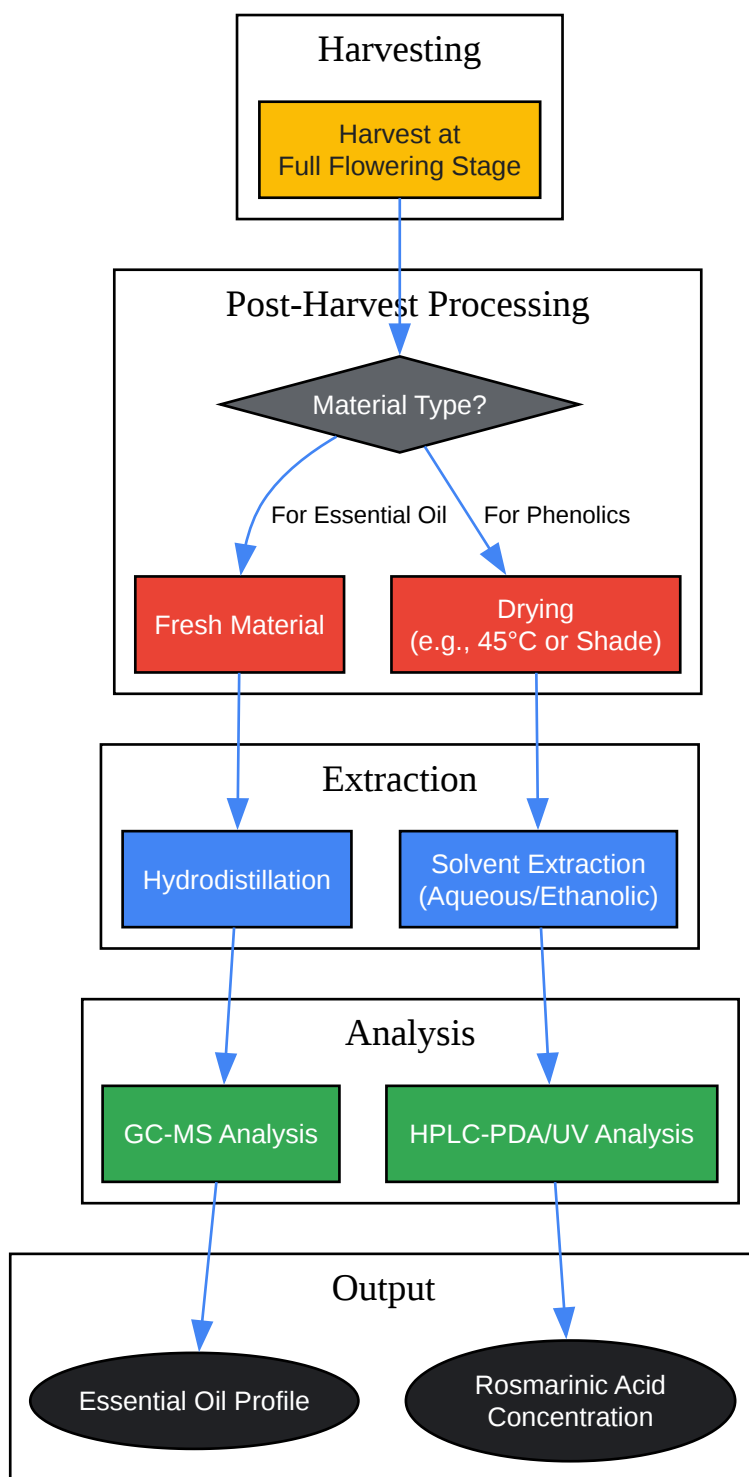 Harvesting
Harvest at
Full Flowering Stage
Post-Harvest Processing
Material Type?
For Essential Oil
For Phenolics
Fresh Material
Drying
(e.g., 45°C or Shade)
Extraction
Hydrodistillation
Solvent Extraction
(Aqueous/Ethanolic)
Analysis
GC-MS Analysis
HPLC-PDA/UV Analysis
Output
Essential Oil Profile
Rosmarinic Acid
Concentration